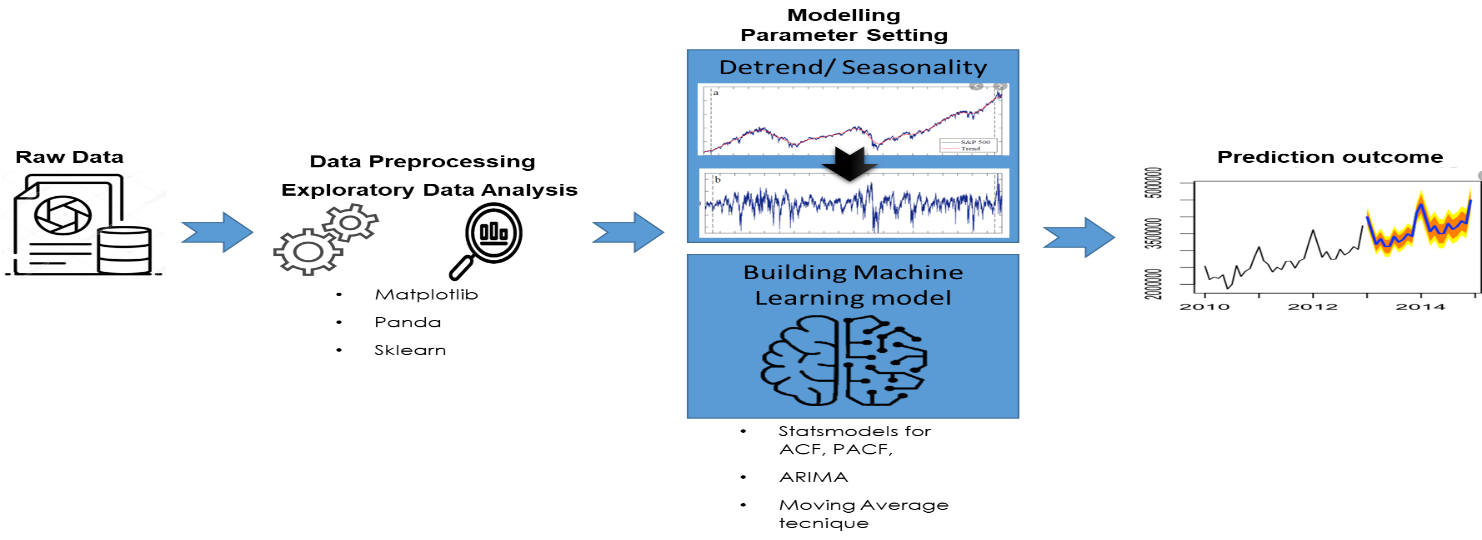 Raw Data
Data Preprocessing
Exploratory Data Analysis
• Matplotlib
• Panda
• Sklearn
Modelling
Parameter Setting
Detrend/ Seasonality
a
S&P 500
Trend
b
Building Machine
Learning model
• Statsmodels for
ACF, PACF,
• ARIMA
• Moving Average
tecnique
Prediction outcome
5000000
3500000
2000000
2010 2012 2014